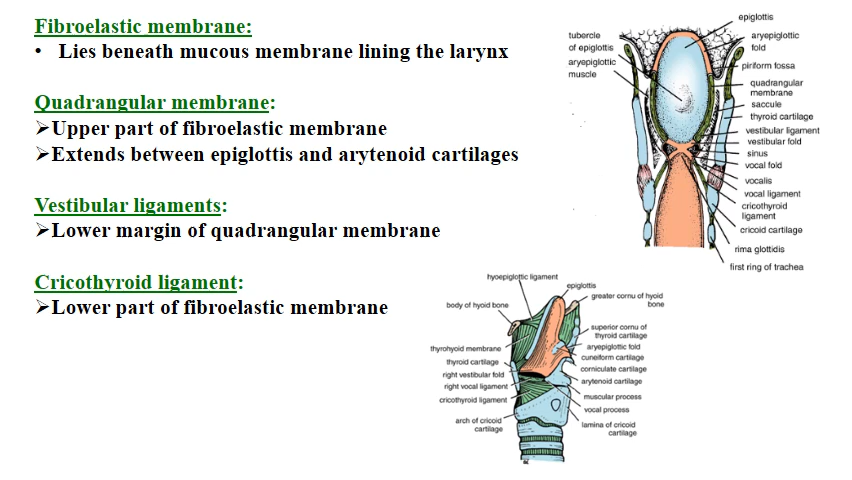 Fibroelastic membrane:
• Lies beneath mucous membrane lining the larynx
Quadrangular membrane:
➢Upper part of fibroelastic membrane
➢Extends between epiglottis and arytenoid cartilages
Vestibular ligaments:
➢Lower margin of quadrangular membrane
Cricothyroid ligament:
➢Lower part of fibroelastic membrane
tubercle
of epiglottis
aryepiglottic
muscle
epiglottis
aryepiglottic
fold
piriform fossa
quadrangular
membrane
saccule
thyroid cartilage
vestibular ligament
vestibular fold
sinus
vocal fold
vocalis
vocal ligament
cricothyroid
ligament
cricoid cartilage
rima glottidis
first ring of trachea
hyoepiglottic ligament
body of hyoid bone
thyrohyoid membrane
thyroid cartilage
right vestibular fold
right vocal ligament
cricothyroid ligament
arch of cricoid
cartilage
epiglottis
greater cornu of hyoid
bone
superior cornu of
thyroid cartilage
aryepiglottic fold
cuneiform cartilage
corniculate cartilage
arytenoid cartilage
muscular process
vocal process
lamina of cricoid
cartilage